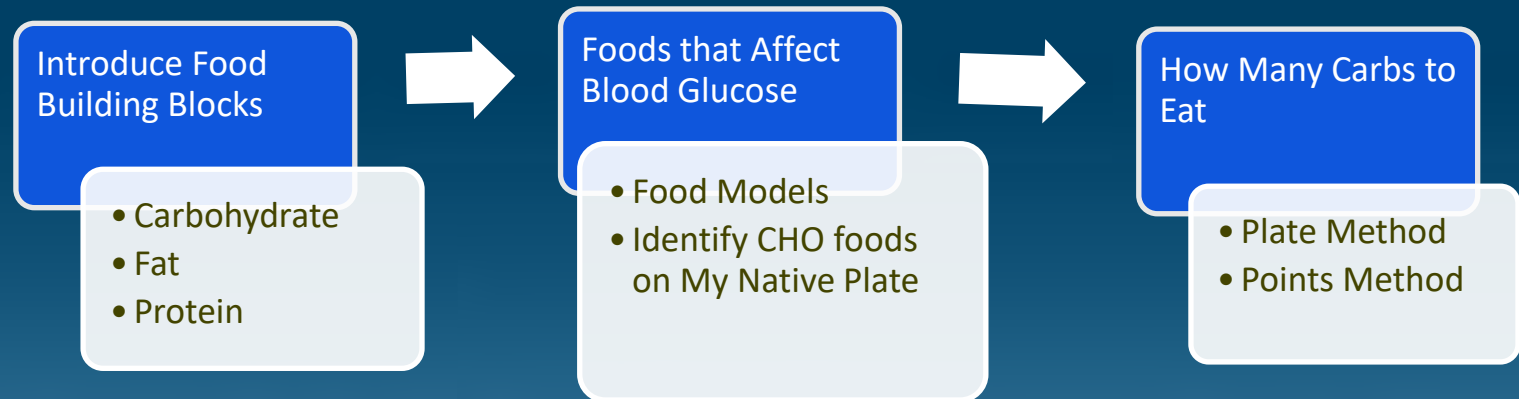 Introduce Food
Building Blocks
• Carbohydrate
• Fat
• Protein
Foods that Affect
Blood Glucose
• Food Models
• Identify CHO foods
on My Native Plate
How Many Carbs to
Eat
• Plate Method
• Points Method